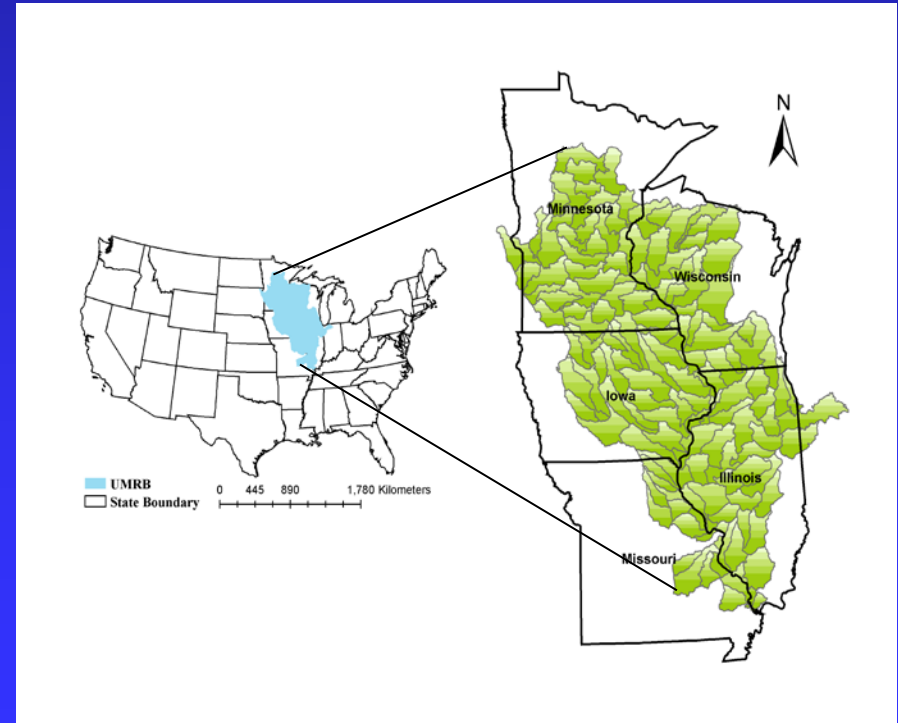 N
Minnesota
Wisconsin
Iowa
Illinois
Missouri
UMRB
State Boundary
0 445 890 1,780 Kilometers